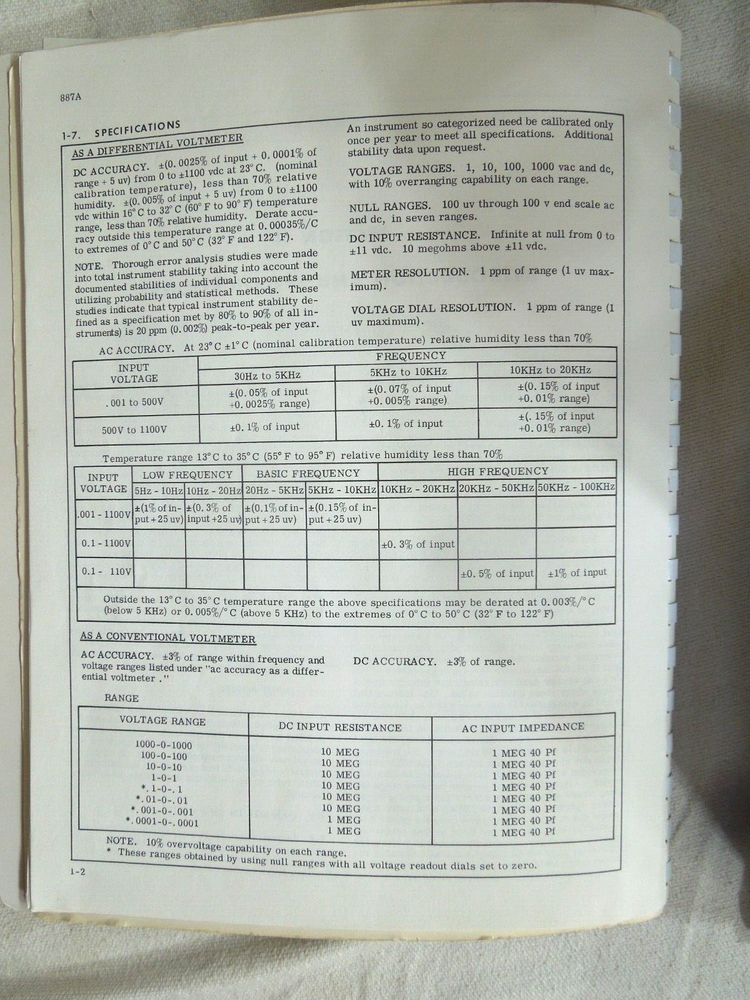 887A
1-7. SPECIFICATIONS
AS A DIFFERENTIAL VOLTMETER
DC ACCURACY. ±(0.0025% of input + 0.0001% of
range + 5 uv) from 0 to ±1100 vdc at 23°C. (nominal
calibration temperature), less than 70% relative
humidity. ±(0.005% of input + 5 uv) from 0 to ±1100
vdc within 16°C to 32°C (60°F to 90°F) temperature
range, less than 70% relative humidity. Derate accu-
racy outside this temperature range at 0.00035%/C
to extremes of 0°C and 50°C (32°F and 122°F).
NOTE. Thorough error analysis studies were made
into total instrument stability taking into account the
documented stabilities of individual components and
utilizing probability and statistical methods. These
studies indicate that typical instrument stability de-
fined as a specification met by 80% to 90% of all in-
struments) is 20 ppm (0.002%) peak-to-peak per year.
An instrument so categorized need be calibrated only
once per year to meet all specifications. Additional
stability data upon request.
VOLTAGE RANGES. 1, 10, 100, 1000 vac and dc,
with 10% overranging capability on each range.
NULL RANGES. 100 uv through 100 v end scale ac
and dc, in seven ranges.
DC INPUT RESISTANCE. Infinite at null from 0 to
±11 vdc. 10 megohms above ±11 vdc.
METER RESOLUTION. 1 ppm of range (1 uv max-
imum).
VOLTAGE DIAL RESOLUTION. 1 ppm of range (1
uv maximum).
AC ACCURACY. At 23°C ±1°C (nominal calibration temperature) relative humidity less than 70%
INPUT VOLTAGE FREQUENCY
30Hz to 5KHz 5KHz to 10KHz 10KHz to 20KHz
.001 to 500V ±(0.05% of input +0.0025% range) ±(0.07% of input +0.005% range) ±(0.15% of input +0.01% range)
500V to 1100V ±0.1% of input ±0.1% of input ±(.15% of input +0.01% range)
Temperature range 13°C to 35°C (55°F to 95°F) relative humidity less than 70%
INPUT VOLTAGE LOW FREQUENCY BASIC FREQUENCY HIGH FREQUENCY
5Hz - 10Hz 10Hz - 20Hz 20Hz - 5KHz 5KHz - 10KHz 10KHz - 20KHz 20KHz - 50KHz 50KHz - 100KHz
.001 - 1100V ±(1% of in-put + 25 uv) ±(0.3% of input +25 uv) ±(0.1% of in-put + 25 uv) ±(0.15% of in-put + 25 uv)
0.1 - 1100V ±0.3% of input
0.1 - 110V ±0.5% of input ±1% of input
Outside the 13°C to 35°C temperature range the above specifications may be derated at 0.003%/°C
(below 5 KHz) or 0.005%/°C (above 5 KHz) to the extremes of 0°C to 50°C (32°F to 122°F)
AS A CONVENTIONAL VOLTMETER
AC ACCURACY. ±3% of range within frequency and
voltage ranges listed under "ac accuracy as a differ-
ential voltmeter."
DC ACCURACY. ±3% of range.
RANGE
VOLTAGE RANGE DC INPUT RESISTANCE AC INPUT IMPEDANCE
1000-0-1000 10 MEG 1 MEG 40 Pf
100-0-100 10 MEG 1 MEG 40 Pf
10-0-10 10 MEG 1 MEG 40 Pf
1-0-1 10 MEG 1 MEG 40 Pf
*.1-0-.1 10 MEG 1 MEG 40 Pf
*.01-0-.01 10 MEG 1 MEG 40 Pf
*.001-0-.001 1 MEG 1 MEG 40 Pf
*.0001-0-.0001 1 MEG 1 MEG 40 Pf
NOTE. 10% overvoltage capability on each range.
* These ranges obtained by using null ranges with all voltage readout dials set to zero.
1-2